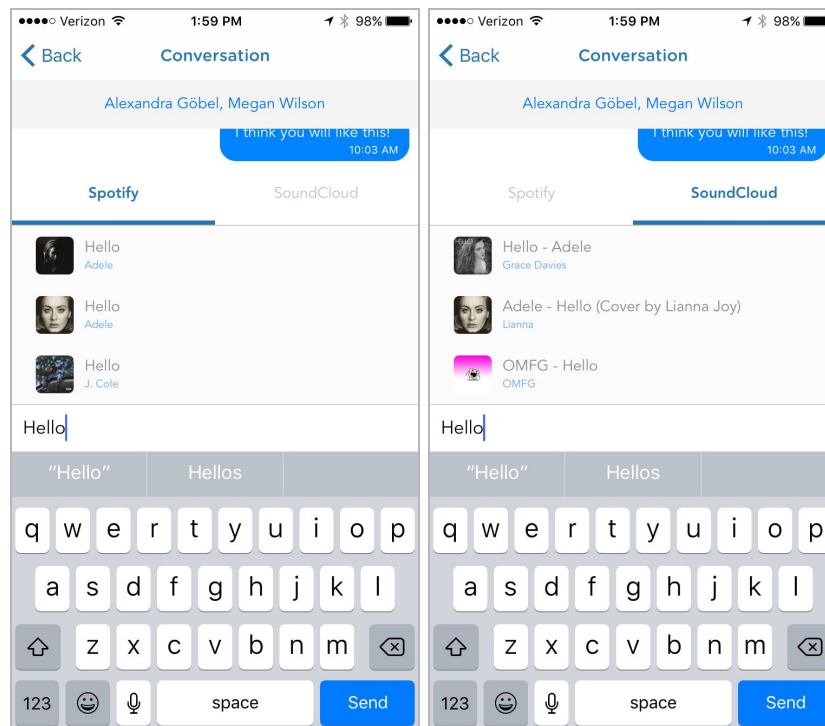 Verizon 1:59 PM 98%
Back Conversation
Alexandra Göbel, Megan Wilson
I think you will like this!
10:03 AM
Spotify SoundCloud
Hello
Adele
Hello
Adele
Hello
J. Cole
Hello
“Hello” Hellos
q w e r t y u i o p
a s d f g h j k l
z x c v b n m
123 space Send
Verizon 1:59 PM 98%
Back Conversation
Alexandra Göbel, Megan Wilson
I think you will like this!
10:03 AM
Spotify SoundCloud
Hello - Adele
Grace Davies
Adele - Hello (Cover by Lianna Joy)
Lianna
OMFG - Hello
OMFG
Hello
“Hello” Hellos
q w e r t y u i o p
a s d f g h j k l
z x c v b n m
123 space Send